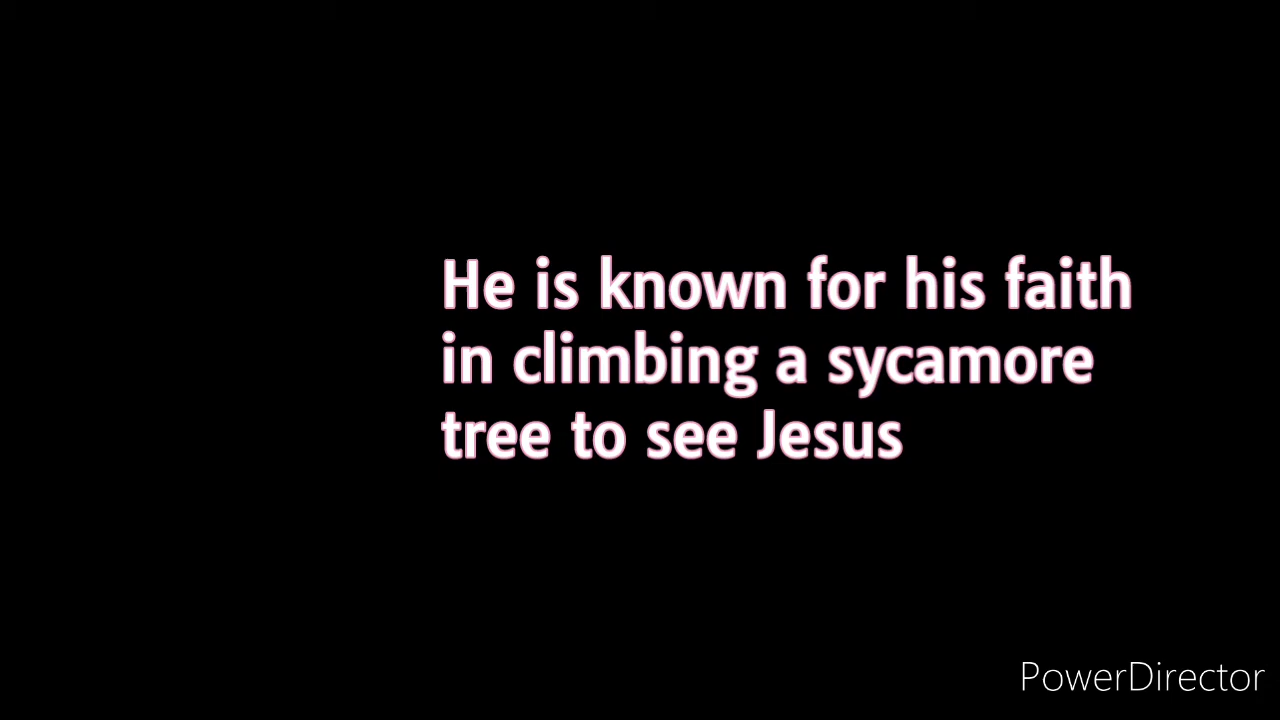 He is known for his faith
in climbing a sycamore
tree to see Jesus
PowerDirector